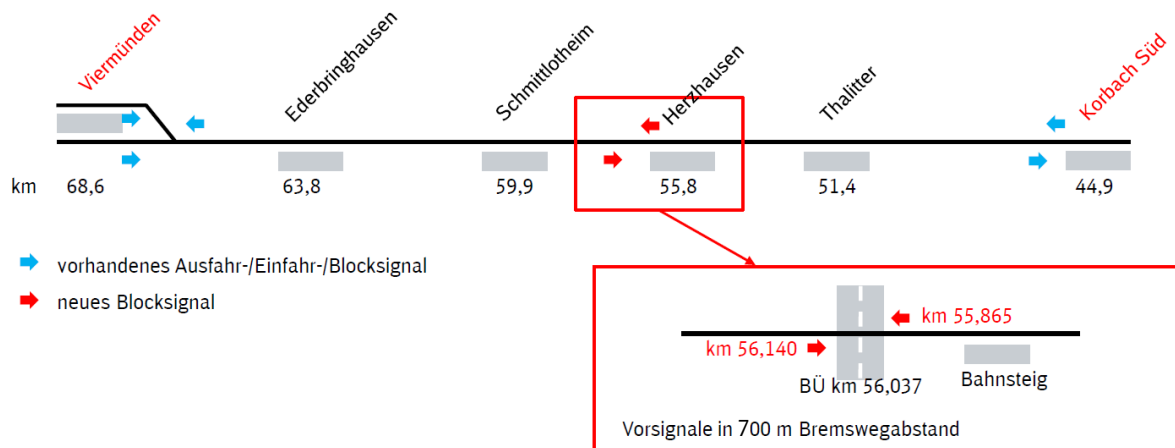 Viermünden
Ederbringhausen
Schmittlotheim
Herzhausen
Thalitter
Korbach Süd
km 68,6 63,8 59,9 55,8 51,4 44,9
vorhandenes Ausfahr-/Einfahr-/Blocksignal
neues Blocksignal
km 55,865
km 56,140
BÜ km 56,037 Bahnsteig
Vorsignale in 700 m Bremswegabstand